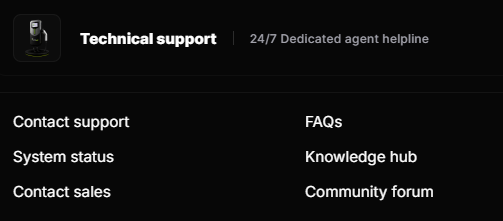 Technical support | 24/7 Dedicated agent helpline
Contact support
FAQs
System status
Knowledge hub
Contact sales
Community forum